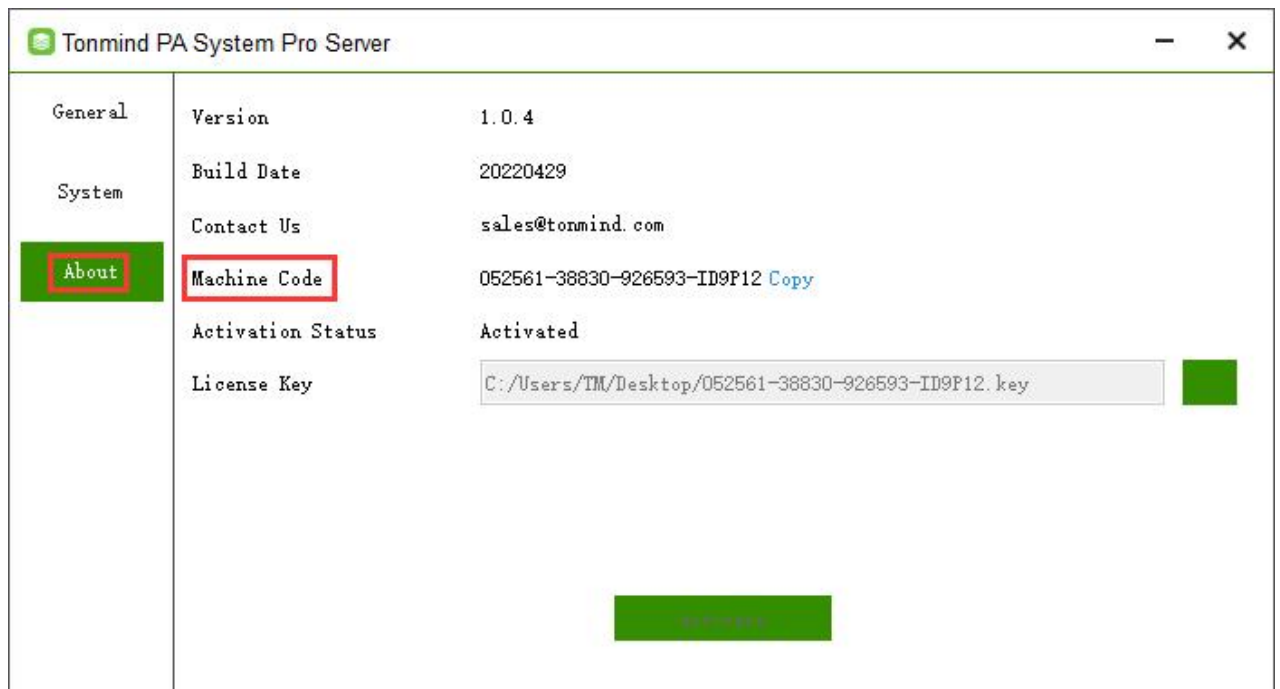 Tonmind PA System Pro Server
General
System
About
Version 1.0.4
Build Date 20220429
Contact Us sales@tonmind.com
Machine Code 052561-38830-926593-ID9P12 Copy
Activation Status Activated
License Key C:/Users/TM/Desktop/052561-38830-926593-ID9P12.key